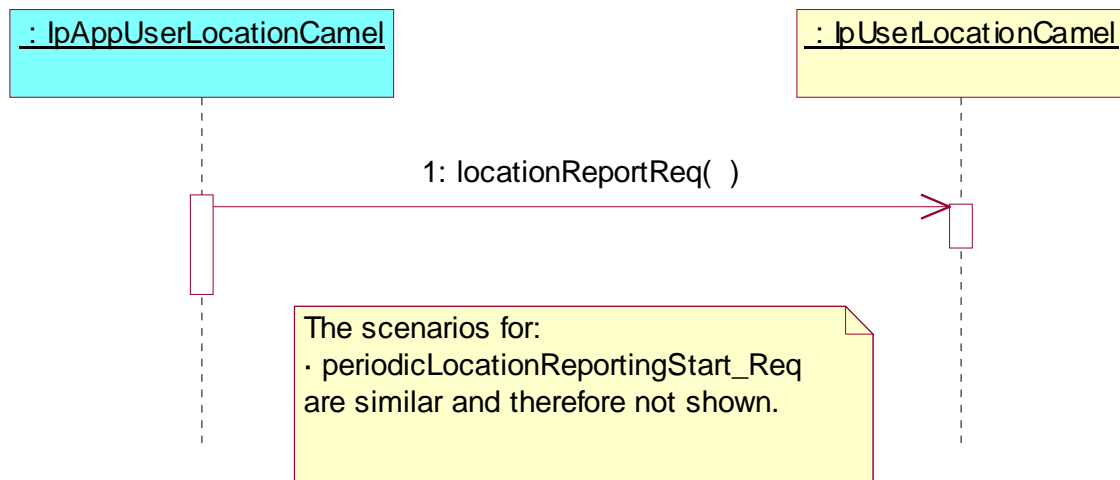 : IpAppUserLocationCamel
: IpUserLocationCamel
1: locationReportReq( )
The scenarios for:
· periodicLocationReportingStart_Req
are similar and therefore not shown.